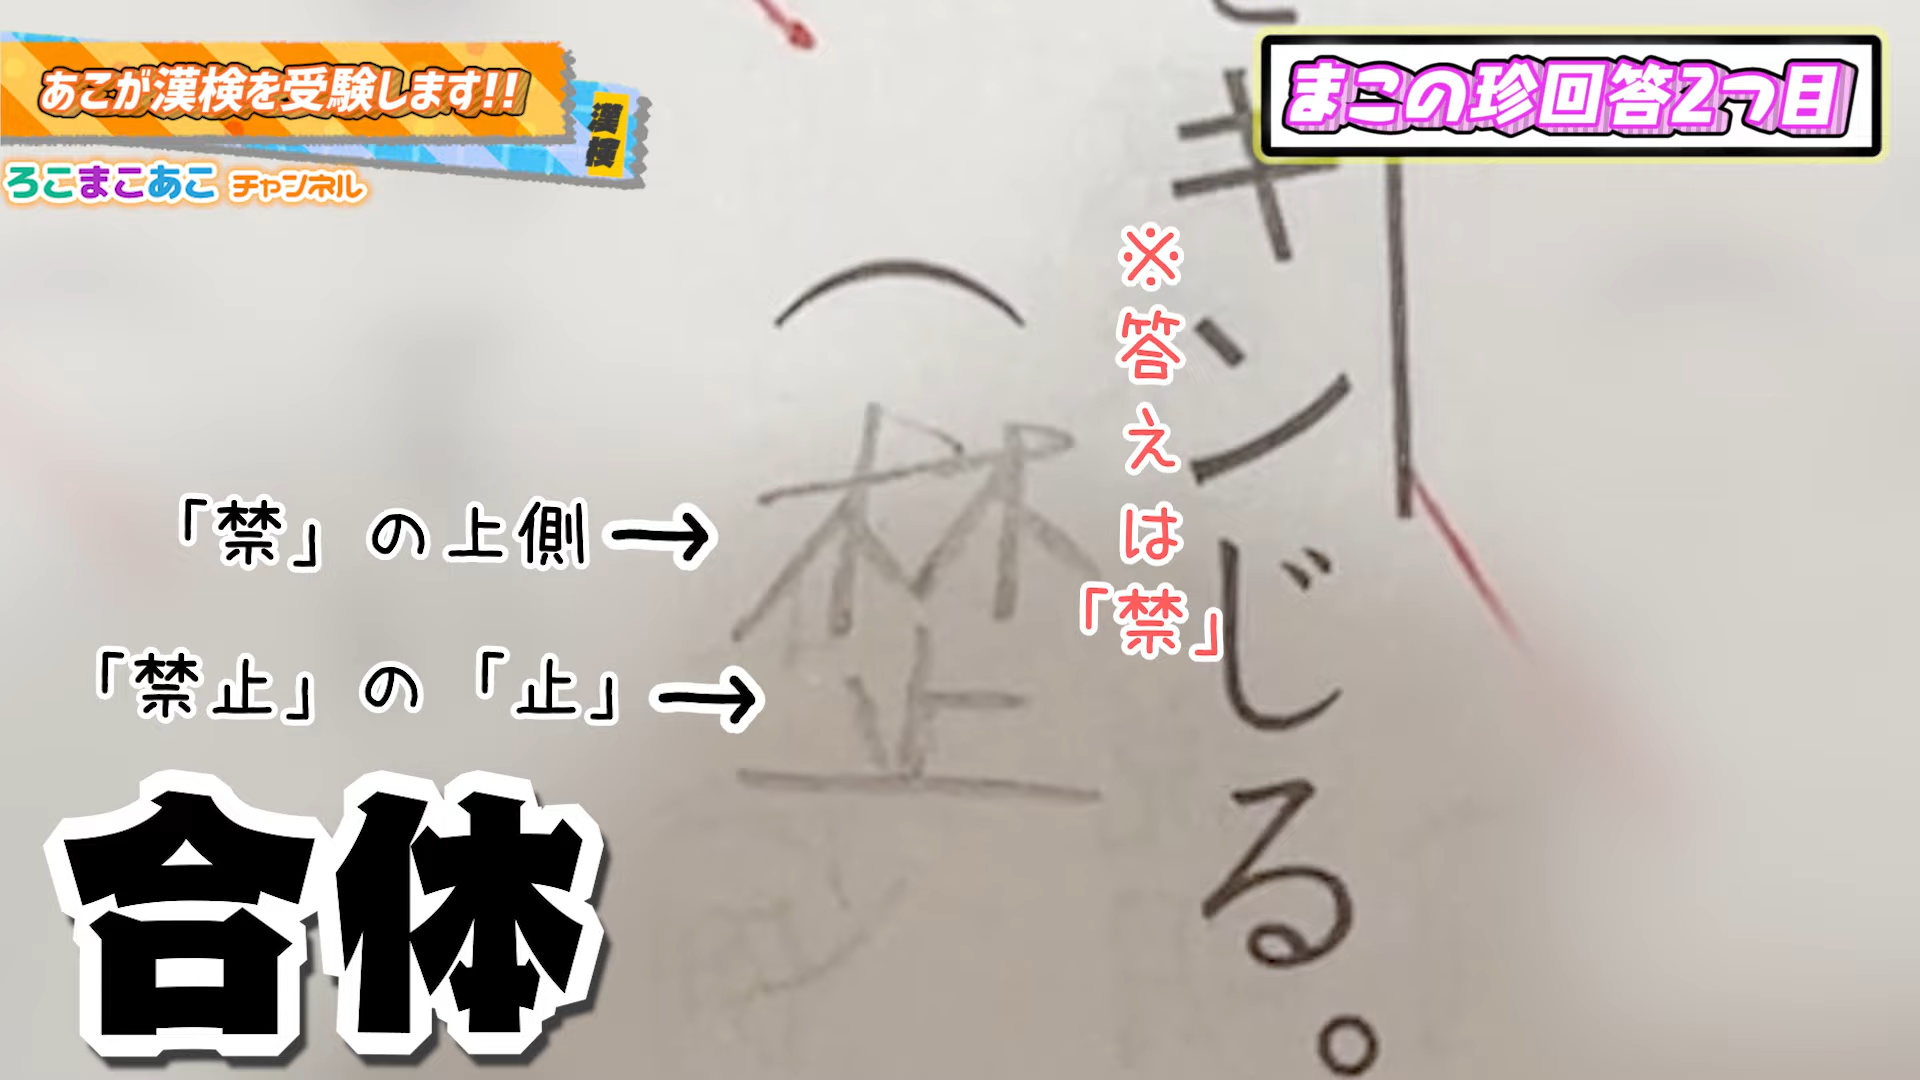 あこが漢検を受験します!!
漢検
ろこまこあこ チャンネル
まこの珍回答2つ目
キンじる。
※答えは「禁」
「禁」の上側→
「禁止」の「止」→
合体